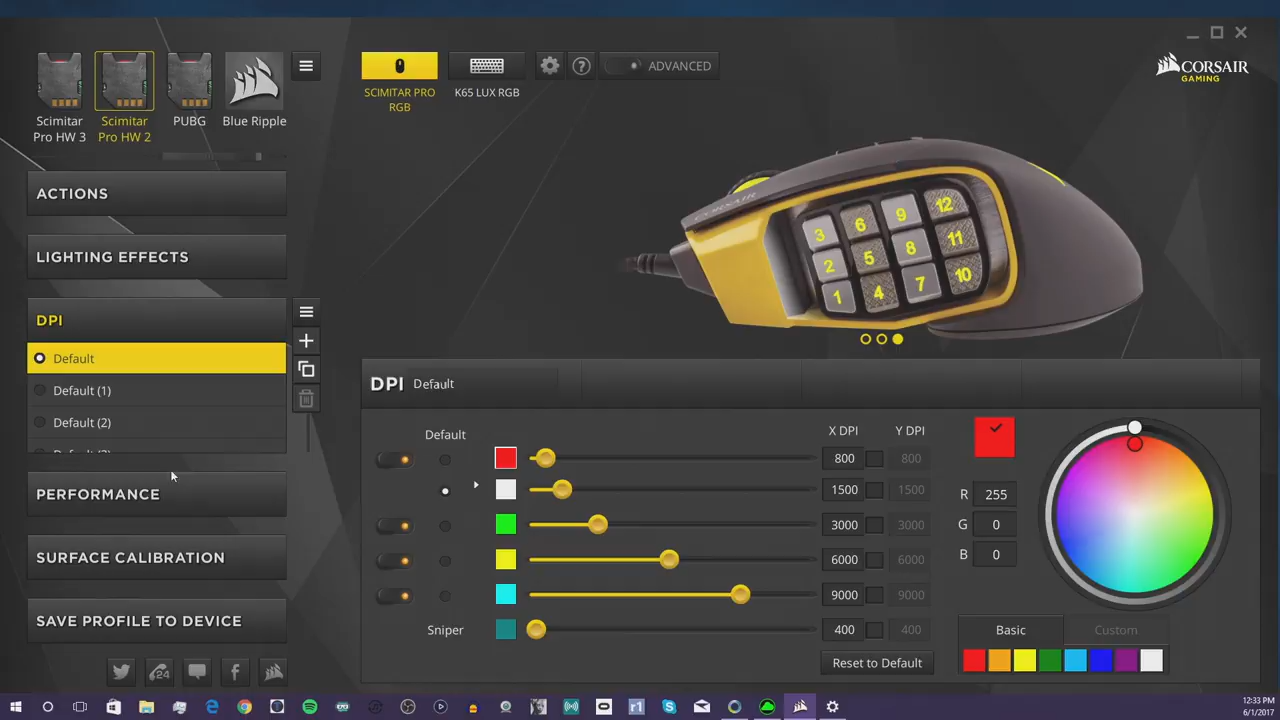 Scimitar
Pro HW 3
Scimitar
Pro HW 2
PUBG
Blue Ripple
SCIMITAR PRO
RGB
K65 LUX RGB
?
ADVANCED
CORSAIR
GAMING
ACTIONS
LIGHTING EFFECTS
DPI
Default
Default (1)
Default (2)
PERFORMANCE
SURFACE CALIBRATION
SAVE PROFILE TO DEVICE
CORSAIR
3 6 9 12
2 5 8 11
1 4 7 10
DPI Default
Default X DPI Y DPI
800 800
1500 1500
3000 3000
6000 6000
9000 9000
Sniper 400 400
Reset to Default
R 255
G 0
B 0
Basic Custom
24
r1
12:33 PM
6/1/2017